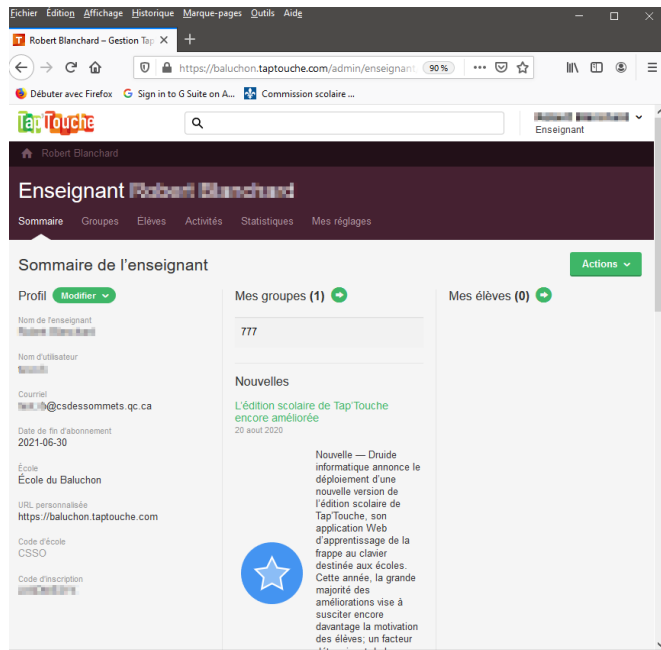 Fichier Édition Affichage Historique Marque-pages Outils Aide
Robert Blanchard – Gestion Tap
https://baluchon.taptouche.com/admin/enseignant 90 %
Débuter avec Firefox Sign in to G Suite on A... Commission scolaire ...
Tap'Touche
Enseignant
Robert Blanchard
Enseignant
Sommaire Groupes Élèves Activités Statistiques Mes réglages
Sommaire de l'enseignant
Actions
Profil Modifier
Nom de l'enseignant
Nom d'utilisateur
Courriel
@csdessommets.qc.ca
Date de fin d'abonnement
2021-06-30
École
École du Baluchon
URL personnalisée
https://baluchon.taptouche.com
Code d'école
CSSO
Code d'inscription
Mes groupes (1)
777
Nouvelles
L'édition scolaire de Tap'Touche
encore améliorée
20 aout 2020
Nouvelle — Druide
informatique annonce le
déploiement d'une
nouvelle version de
l'édition scolaire de
Tap'Touche, son
application Web
d'apprentissage de la
frappe au clavier
destinée aux écoles.
Cette année, la grande
majorité des
améliorations vise à
susciter encore
davantage la motivation
des élèves; un facteur
Mes élèves (0)